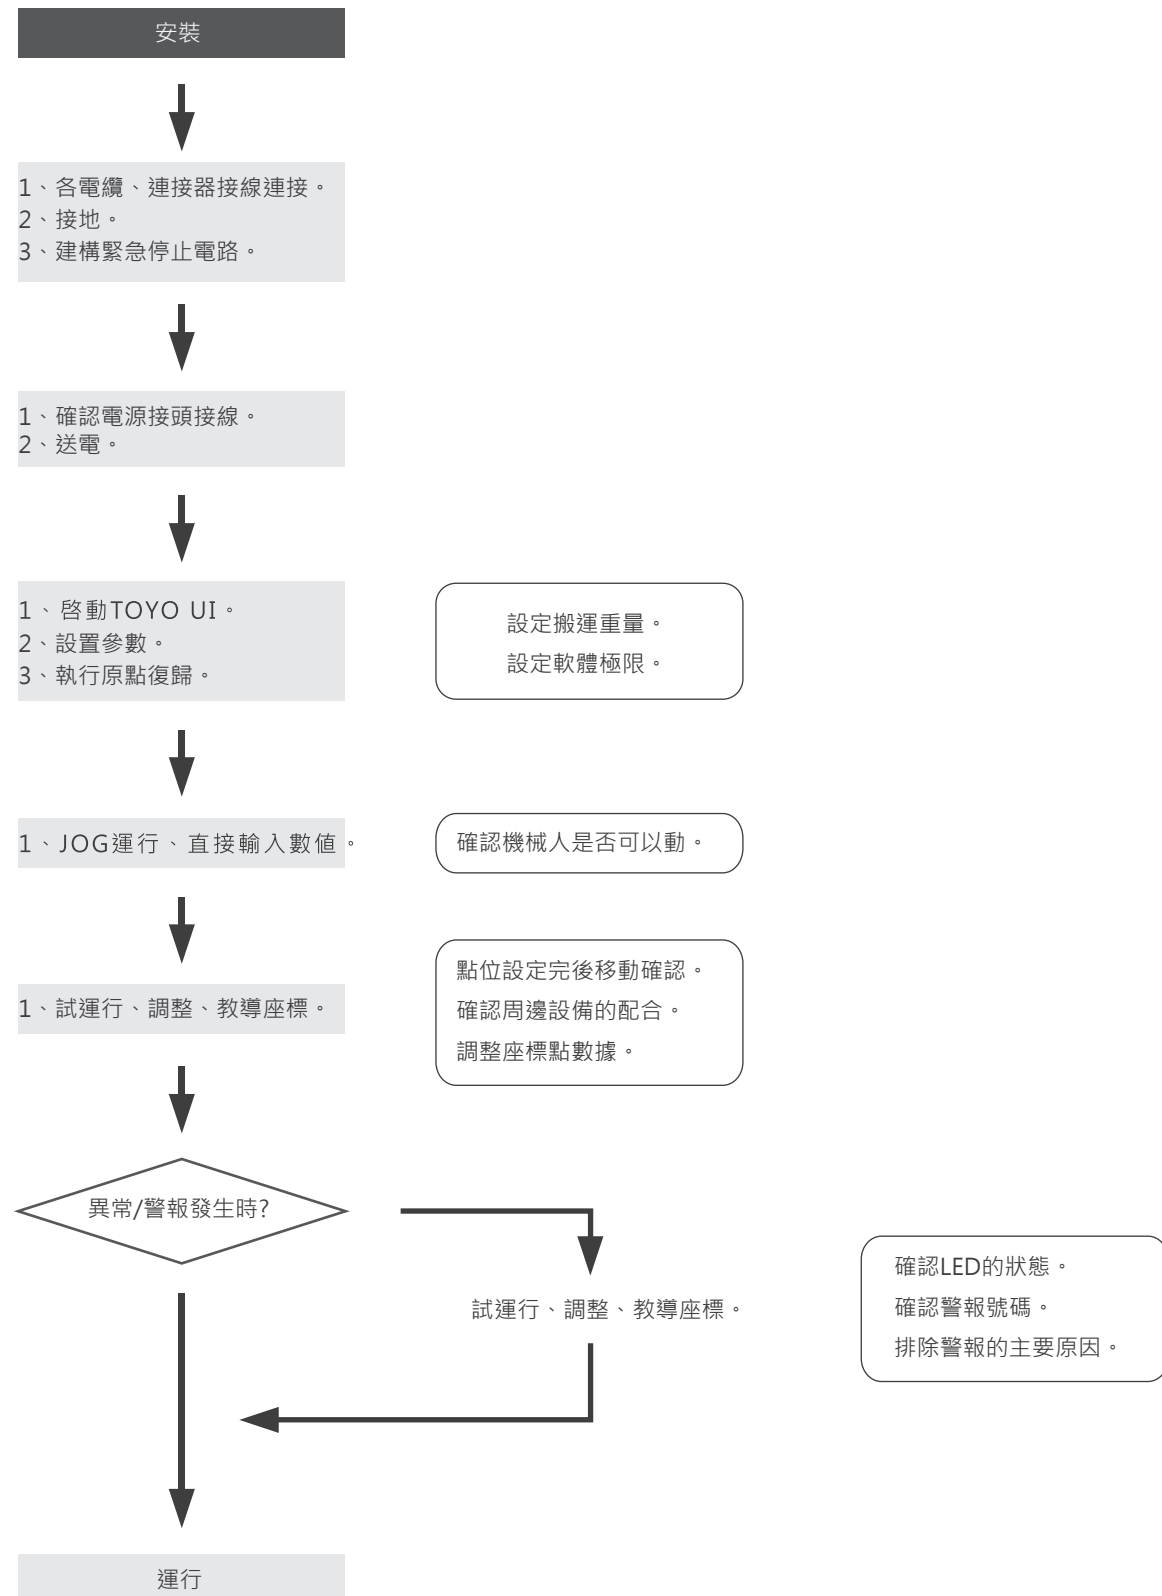 安裝
1、各電纜、連接器接線連接。
2、接地。
3、建構緊急停止電路。
1、確認電源接頭接線。
2、送電。
1、啓動TOYO UI。
2、設置參數。
3、執行原點復歸。
設定搬運重量。
設定軟體極限。
1、JOG運行、直接輸入數值。
確認機械人是否可以動。
1、試運行、調整、教導座標。
點位設定完後移動確認。
確認周邊設備的配合。
調整座標點數據。
異常/警報發生時?
試運行、調整、教導座標。
確認LED的狀態。
確認警報號碼。
排除警報的主要原因。
運行